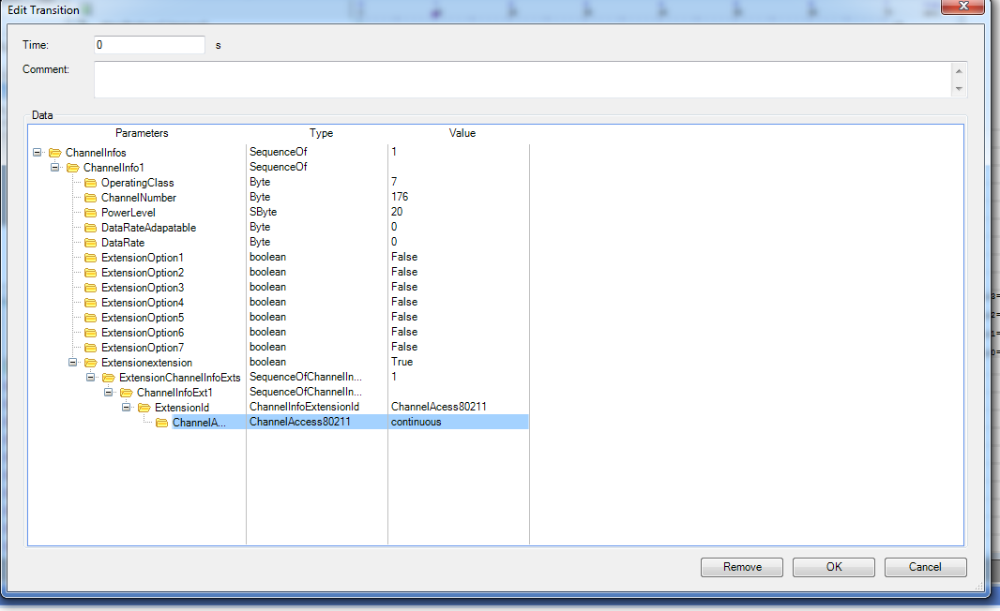 Edit Transition
Time: 0 s
Comment:
Data
Parameters Type Value
ChannelInfos SequenceOf 1
ChannelInfo1 SequenceOf
OperatingClass Byte 7
ChannelNumber Byte 176
PowerLevel SByte 20
DataRateAdapatable Byte 0
DataRate Byte 0
ExtensionOption1 boolean False
ExtensionOption2 boolean False
ExtensionOption3 boolean False
ExtensionOption4 boolean False
ExtensionOption5 boolean False
ExtensionOption6 boolean False
ExtensionOption7 boolean False
Extensionextension boolean True
ExtensionChannelInfoExts SequenceOfChannelIn... 1
ChannelInfoExt1 SequenceOfChannelIn...
ExtensionId ChannelInfoExtensionId ChannelAcess80211
ChannelA... ChannelAccess80211 continuous
Remove OK Cancel